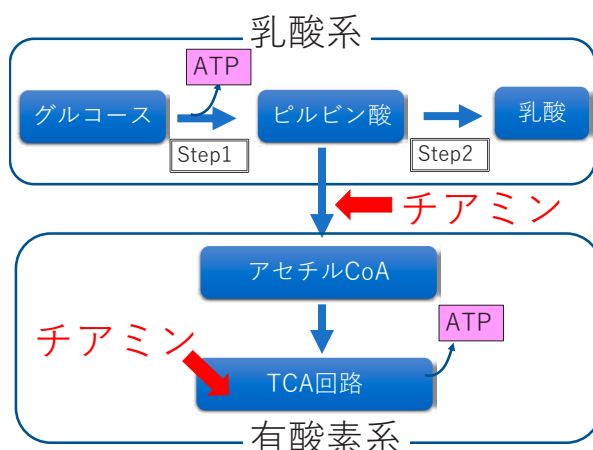 乳酸系
ATP
グルコース
ピルビン酸
乳酸
Step1
Step2
チアミン
アセチルCoA
ATP
チアミン
TCA回路
有酸素系